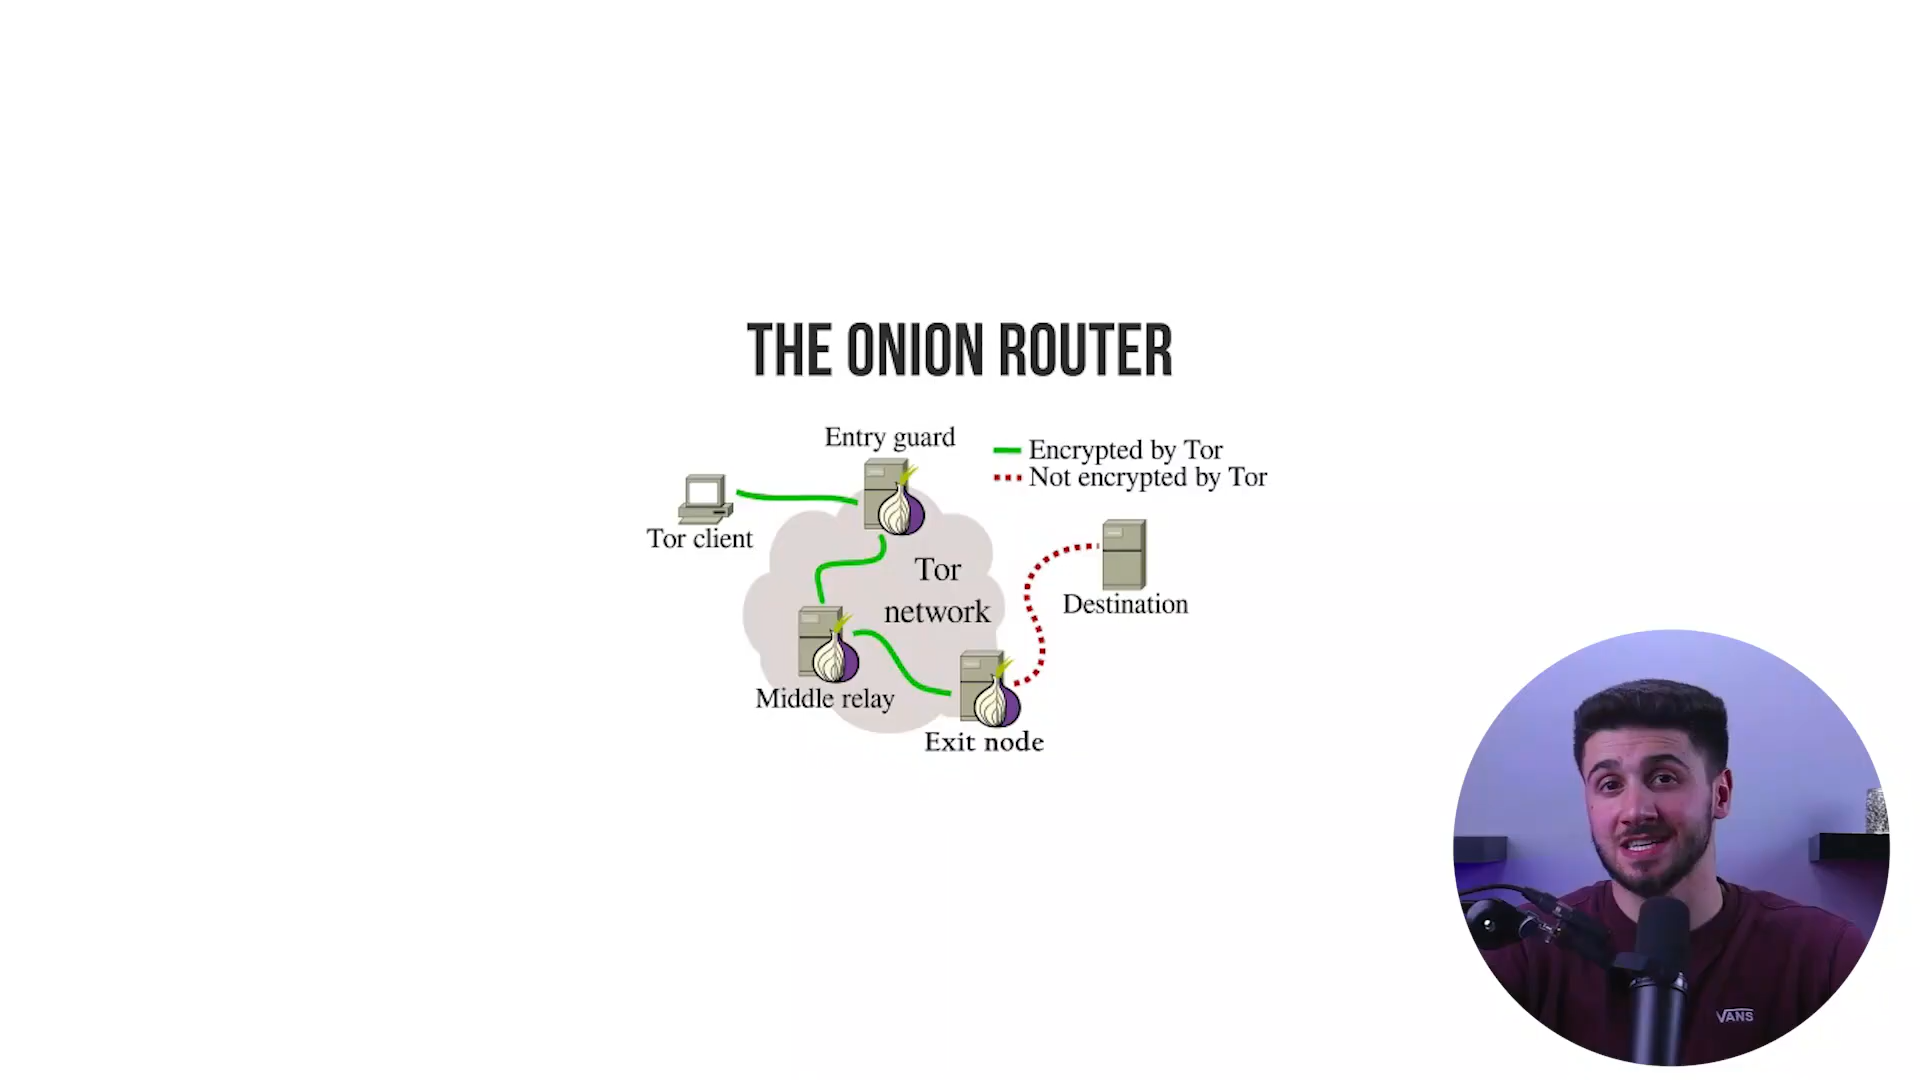 THE ONION ROUTER
Entry guard
Encrypted by Tor
Not encrypted by Tor
Tor client
Tor
network
Destination
Middle relay
Exit node
VANS